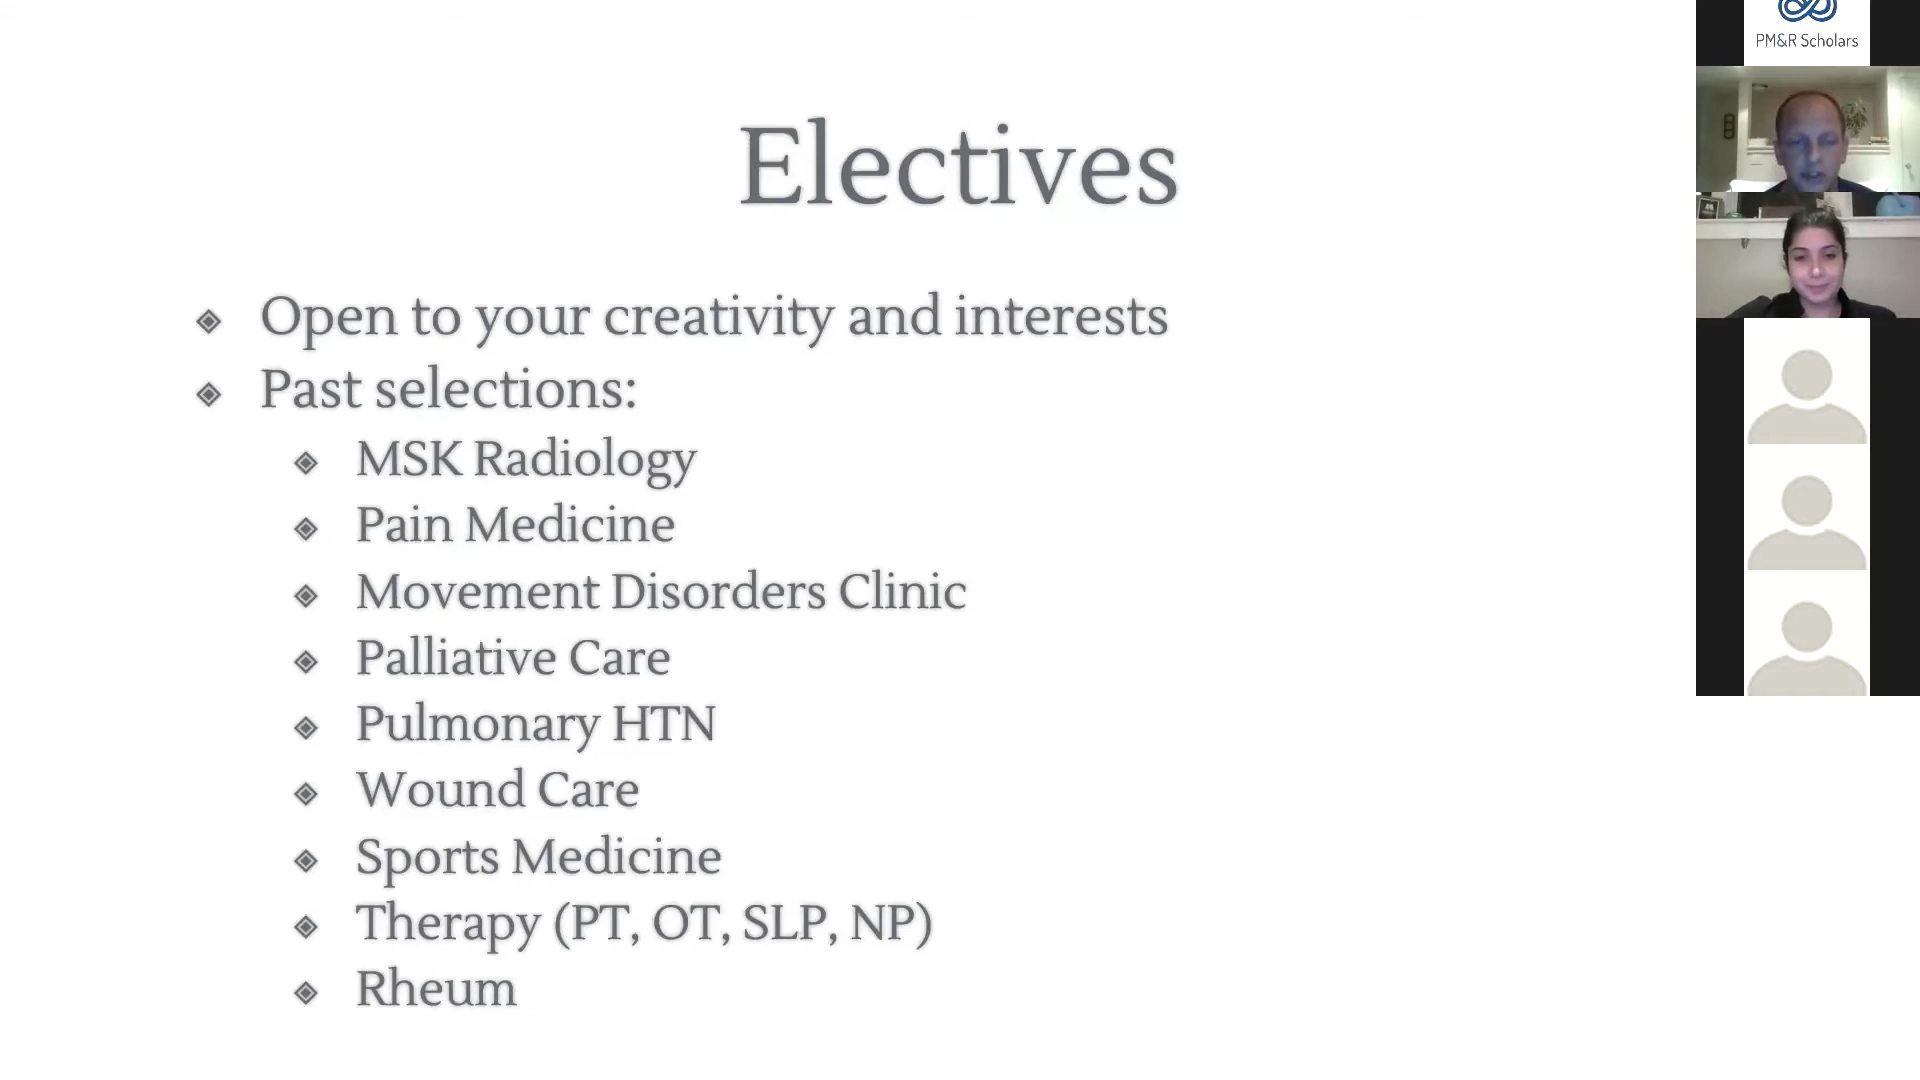 PM&R Scholars
Electives
Open to your creativity and interests
Past selections:
MSK Radiology
Pain Medicine
Movement Disorders Clinic
Palliative Care
Pulmonary HTN
Wound Care
Sports Medicine
Therapy (PT, OT, SLP, NP)
Rheum